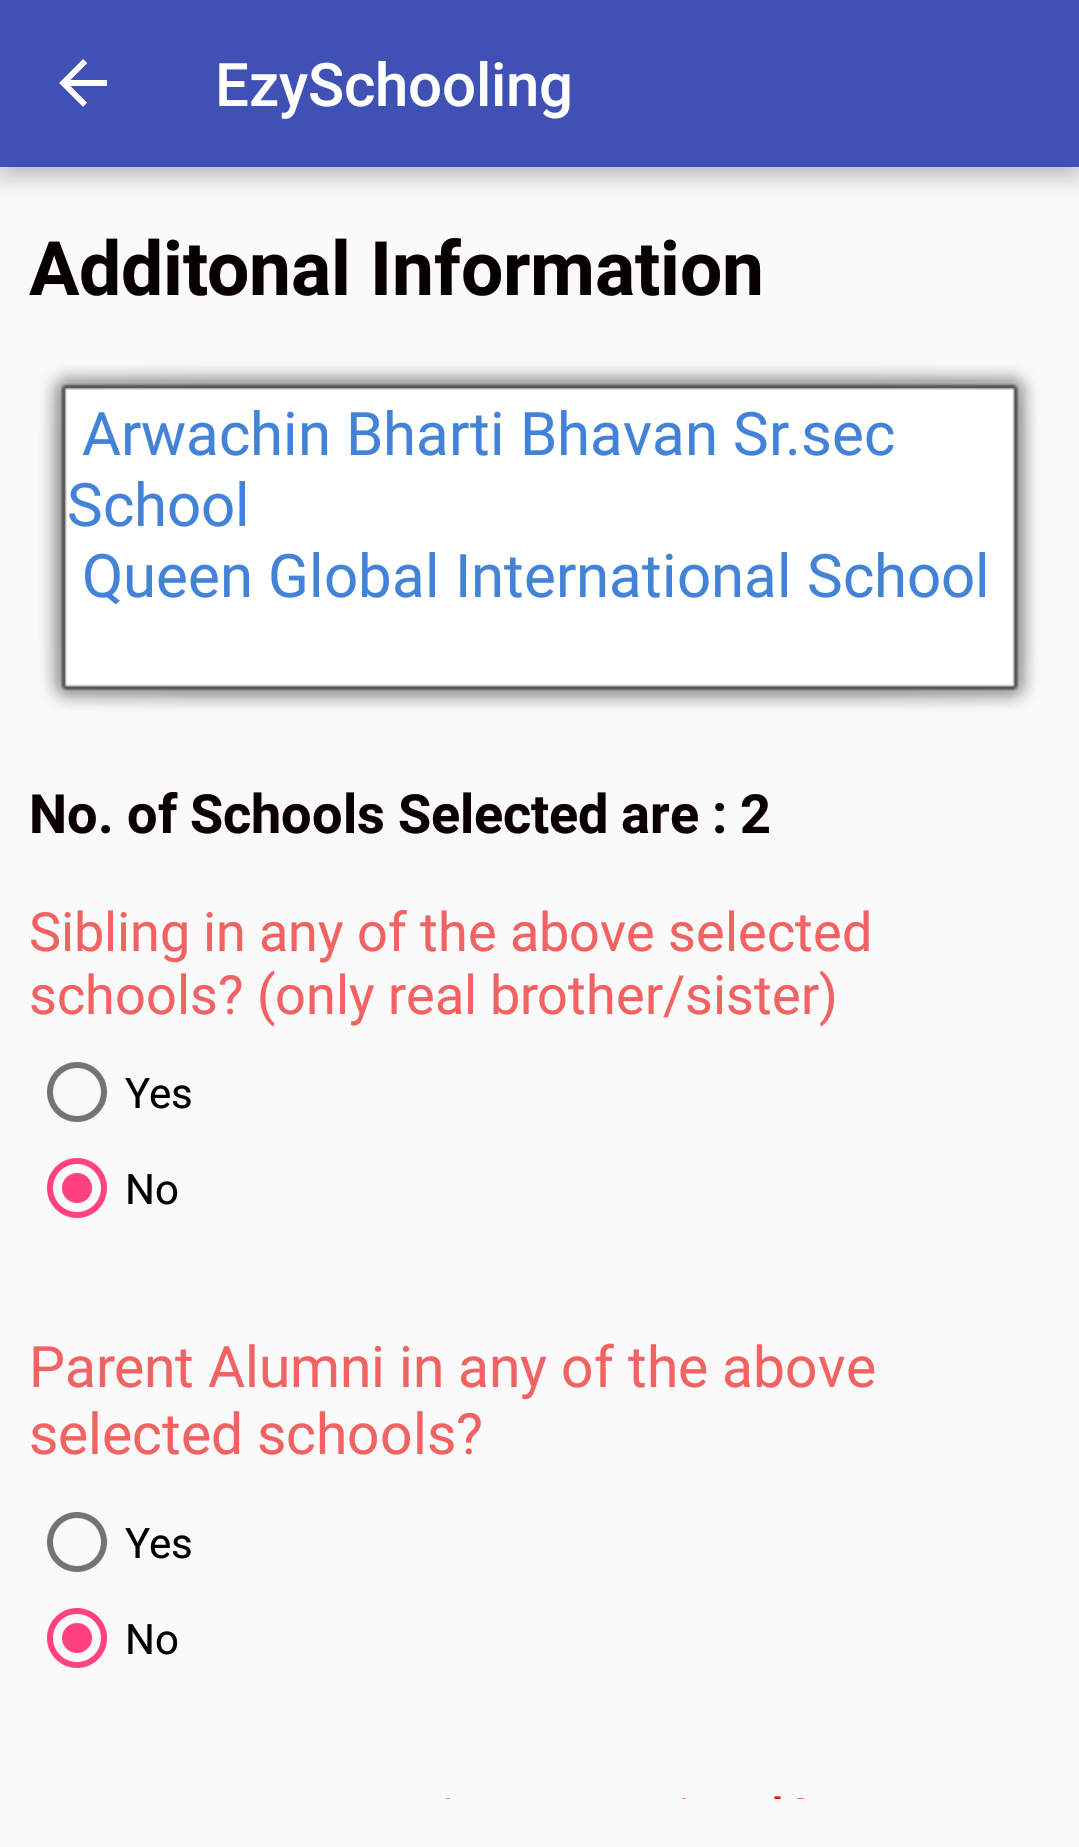 EzySchooling
Additonal Information
Arwachin Bharti Bhavan Sr.sec
School
Queen Global International School
No. of Schools Selected are : 2
Sibling in any of the above selected
schools? (only real brother/sister)
Yes
No
Parent Alumni in any of the above
selected schools?
Yes
No